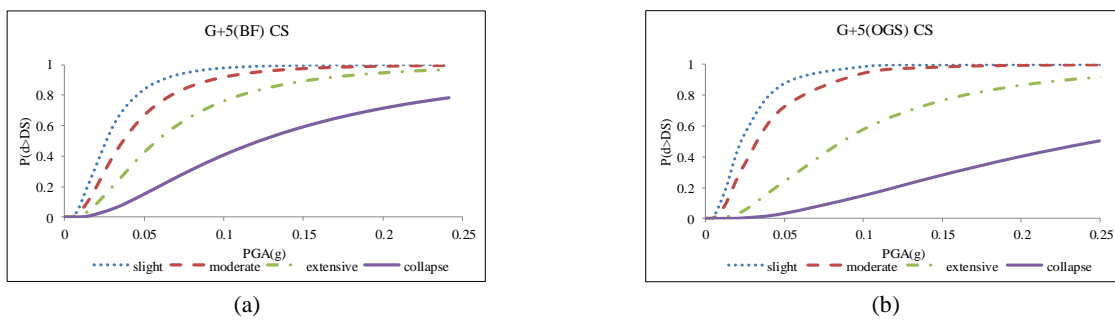 G+5(BF) CS
P(d>DS)
1
0.8
0.6
0.4
0.2
0
0 0.05 0.1 0.15 0.2 0.25
PGA(g)
slight moderate extensive collapse
(a)
G+5(OGS) CS
P(d>DS)
1
0.8
0.6
0.4
0.2
0
0 0.05 0.1 0.15 0.2 0.25
PGA(g)
slight moderate extensive collapse
(b)